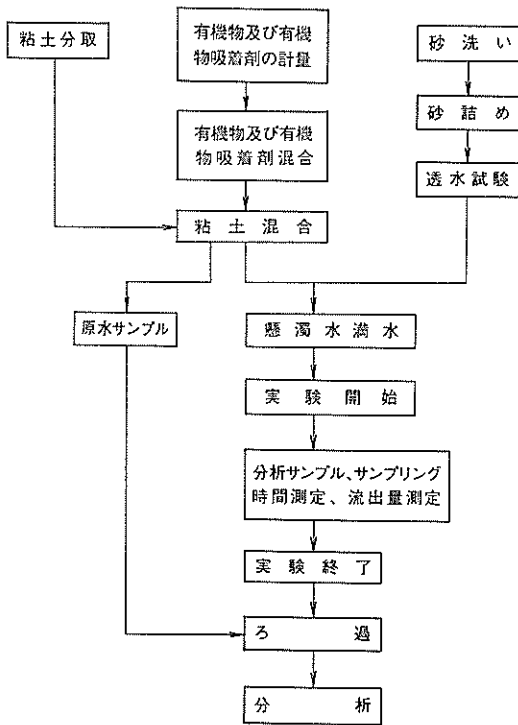 粘土分取
有機物及び有機
物吸着剤の計量
砂洗い
砂詰め
有機物及び有機
物吸着剤混合
透水試験
粘土混合
原水サンプル
懸濁水満水
実験開始
分析サンプル、サンプリング
時間測定、流出量測定
実験終了
ろ過
分析